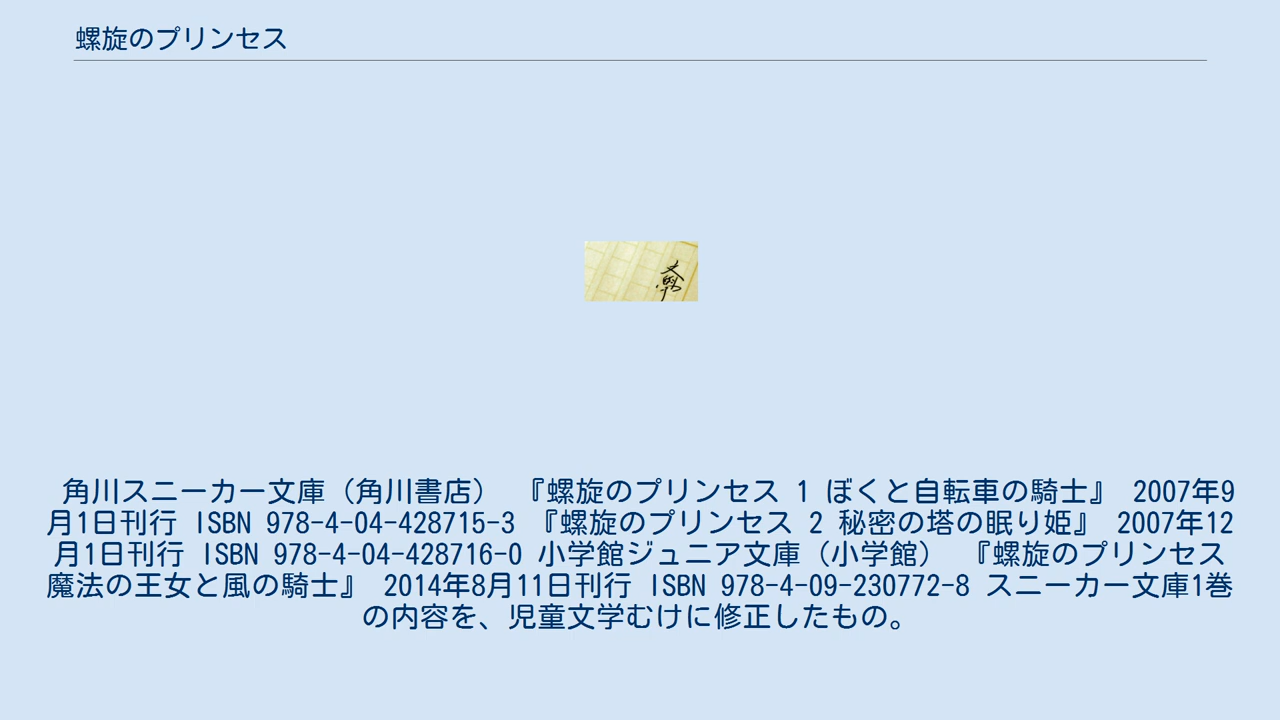 螺旋のプリンセス
角川スニーカー文庫（角川書店） 『螺旋のプリンセス 1 ぼくと自転車の騎士』 2007年9
月1日刊行 ISBN 978-4-04-428715-3 『螺旋のプリンセス 2 秘密の塔の眠り姫』 2007年12
月1日刊行 ISBN 978-4-04-428716-0 小学館ジュニア文庫（小学館） 『螺旋のプリンセス
魔法の王女と風の騎士』 2014年8月11日刊行 ISBN 978-4-09-230772-8 スニーカー文庫1巻
の内容を、児童文学むけに修正したもの。